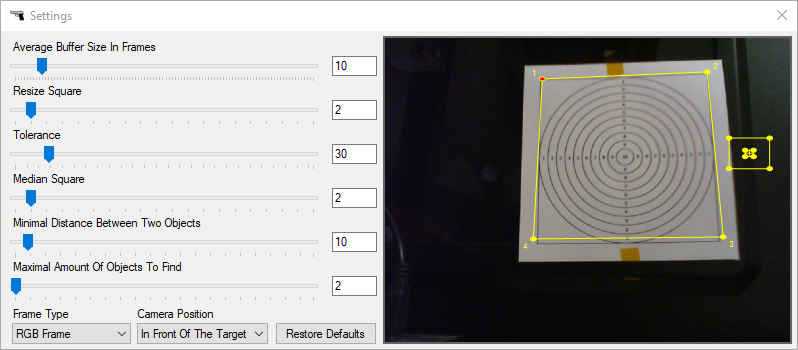 Settings
Average Buffer Size In Frames
10
Resize Square
2
Tolerance
30
Median Square
2
Minimal Distance Between Two Objects
10
Maximal Amount Of Objects To Find
2
Frame Type
Camera Position
RGB Frame
In Front Of The Target
Restore Defaults
1
2
3
4